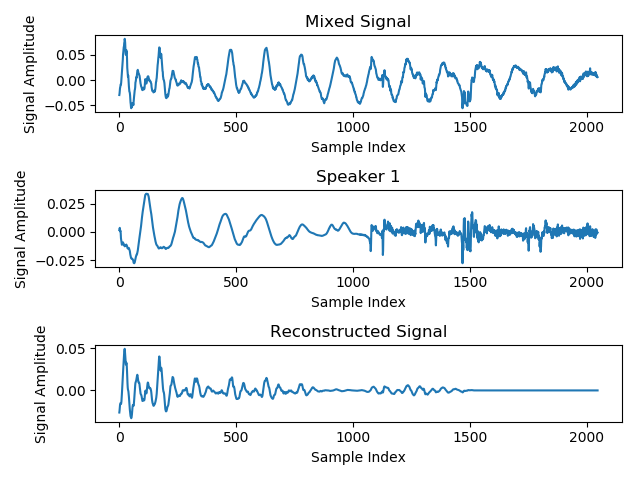 Mixed Signal
Signal Amplitude
0.05
0.00
−0.05
0 500 1000 1500 2000
Sample Index
Speaker 1
Signal Amplitude
0.025
0.000
−0.025
0 500 1000 1500 2000
Sample Index
Reconstructed Signal
Signal Amplitude
0.05
0.00
0 500 1000 1500 2000
Sample Index